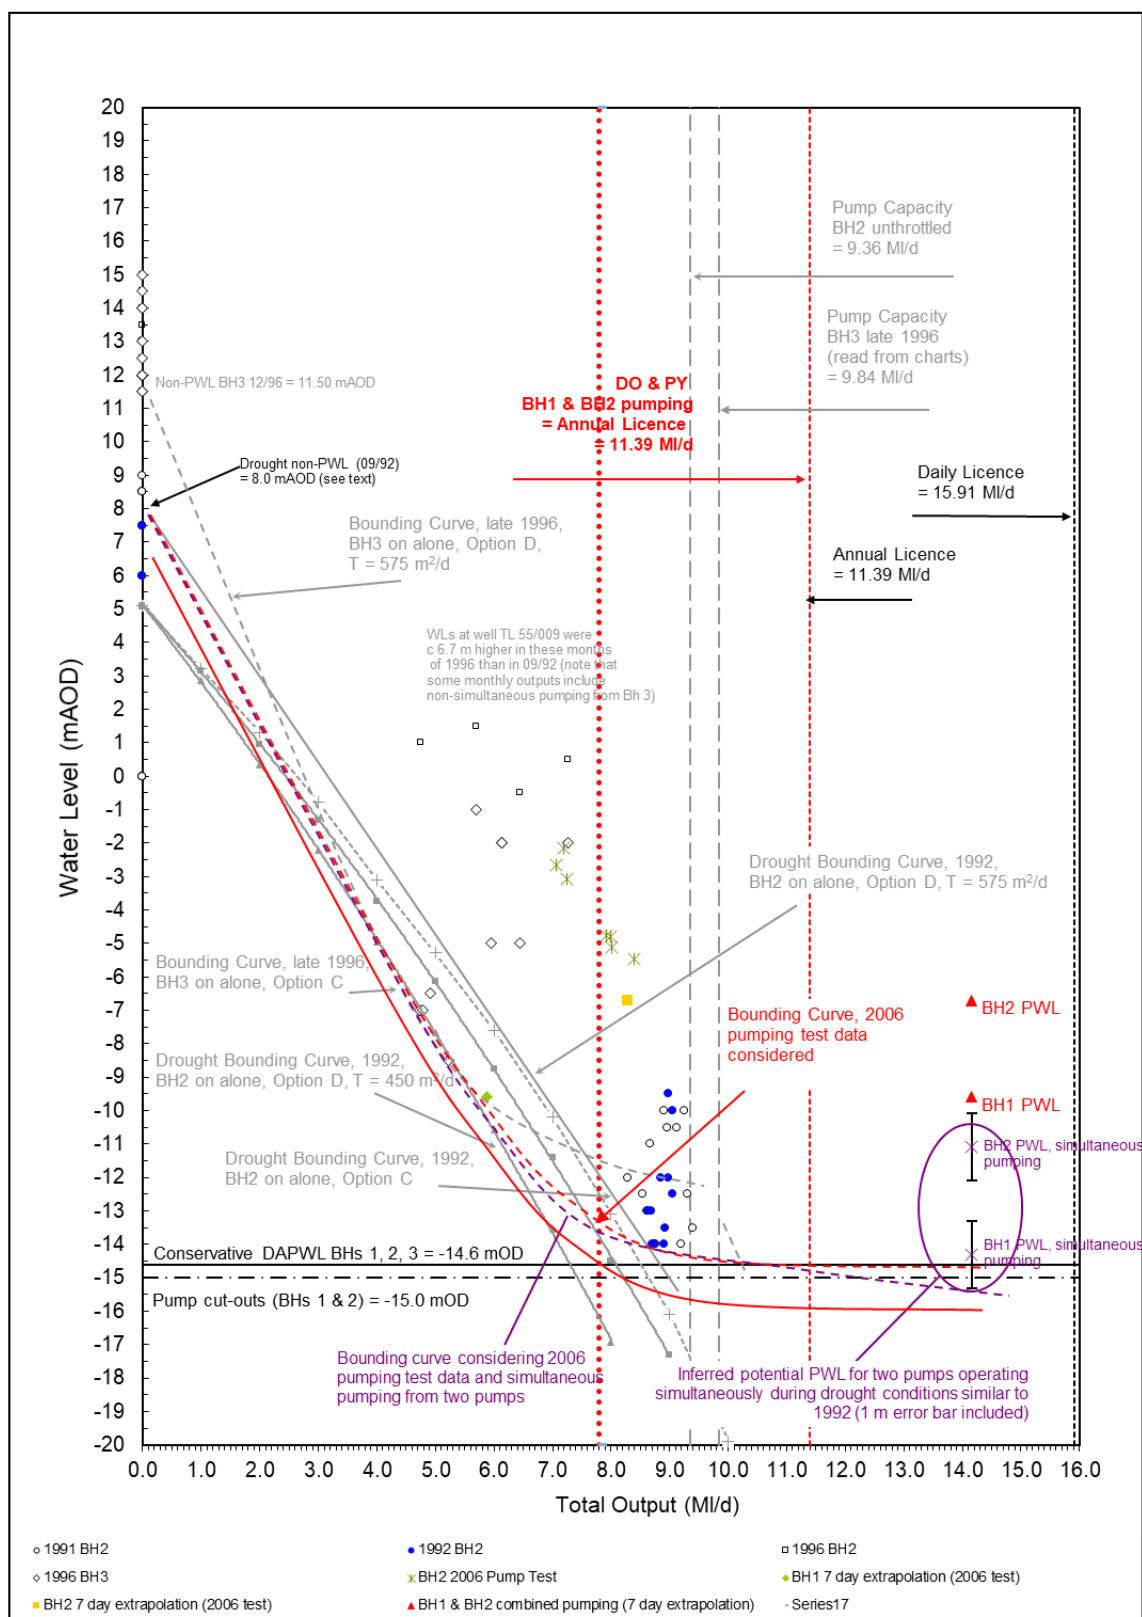 20
19
18
17
16
15
14
13
12
11
10
9
8
7
6
5
4
3
2
1
0
-1
-2
-3
-4
-5
-6
-7
-8
-9
-10
-11
-12
-13
-14
-15
-16
-17
-18
-19
-20
Water Level (mAOD)
0.0 1.0 2.0 3.0 4.0 5.0 6.0 7.0 8.0 9.0 10.0 11.0 12.0 13.0 14.0 15.0 16.0
Total Output (Ml/d)
Pump Capacity
BH2 unthrottled
= 9.36 Ml/d
Pump Capacity
BH3 late 1996
(read from charts)
= 9.84 Ml/d
Non-PWL BH3 12/96 = 11.50 mAOD
DO & PY
BH1 & BH2 pumping
= Annual Licence
= 11.39 Ml/d
Drought non-PWL (09/92)
= 8.0 mAOD (see text)
Daily Licence
= 15.91 Ml/d
Bounding Curve, late 1996,
BH3 on alone, Option D,
T = 575 m²/d
Annual Licence
= 11.39 Ml/d
WLs at well TL 55/009 were
c 6.7 m higher in these months
of 1996 than in 09/92 (note that
some monthly outputs include
non-simultaneous pumping from Bh 3)
Drought Bounding Curve, 1992,
BH2 on alone, Option D, T = 575 m²/d
Bounding Curve, late 1996,
BH3 on alone, Option C
Bounding Curve, 2006
pumping test data
considered
BH2 PWL
Drought Bounding Curve, 1992,
BH2 on alone, Option D, T = 450 m²/d
BH1 PWL
Drought Bounding Curve, 1992,
BH2 on alone, Option C
BH2 PWL, simultaneous
pumping
BH1 PWL, simultaneous
pumping
Conservative DAPWL BHs 1, 2, 3 = -14.6 mOD
Pump cut-outs (BHs 1 & 2) = -15.0 mOD
Bounding curve considering 2006
pumping test data and simultaneous
pumping from two pumps
Inferred potential PWL for two pumps operating
simultaneously during drought conditions similar to
1992 (1 m error bar included)
1991 BH2
1992 BH2
1996 BH2
1996 BH3
BH2 2006 Pump Test
BH1 7 day extrapolation (2006 test)
BH2 7 day extrapolation (2006 test)
BH1 & BH2 combined pumping (7 day extrapolation)
Series17